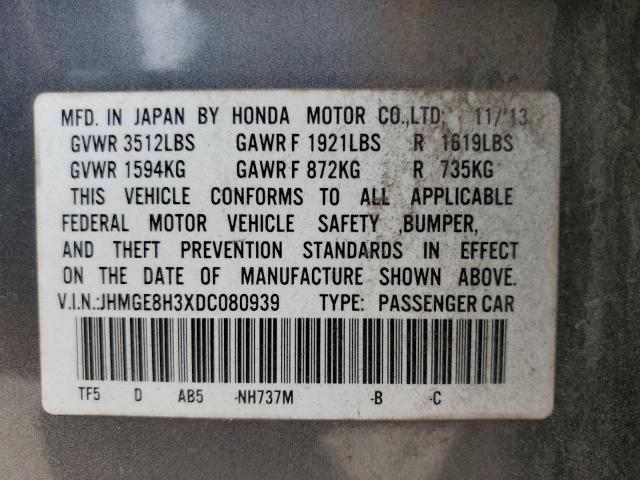 MFD. IN JAPAN BY HONDA MOTOR CO.,LTD; 11/'13
GVWR 3512LBS GAWR F 1921LBS R 1619LBS
GVWR 1594KG GAWR F 872KG R 735KG
THIS VEHICLE CONFORMS TO ALL APPLICABLE
FEDERAL MOTOR VEHICLE SAFETY ,BUMPER,
AND THEFT PREVENTION STANDARDS IN EFFECT
ON THE DATE OF MANUFACTURE SHOWN ABOVE.
V.I.N.:JHMGE8H3XDC080939 TYPE: PASSENGER CAR
TF5 D AB5 -NH737M -B -C